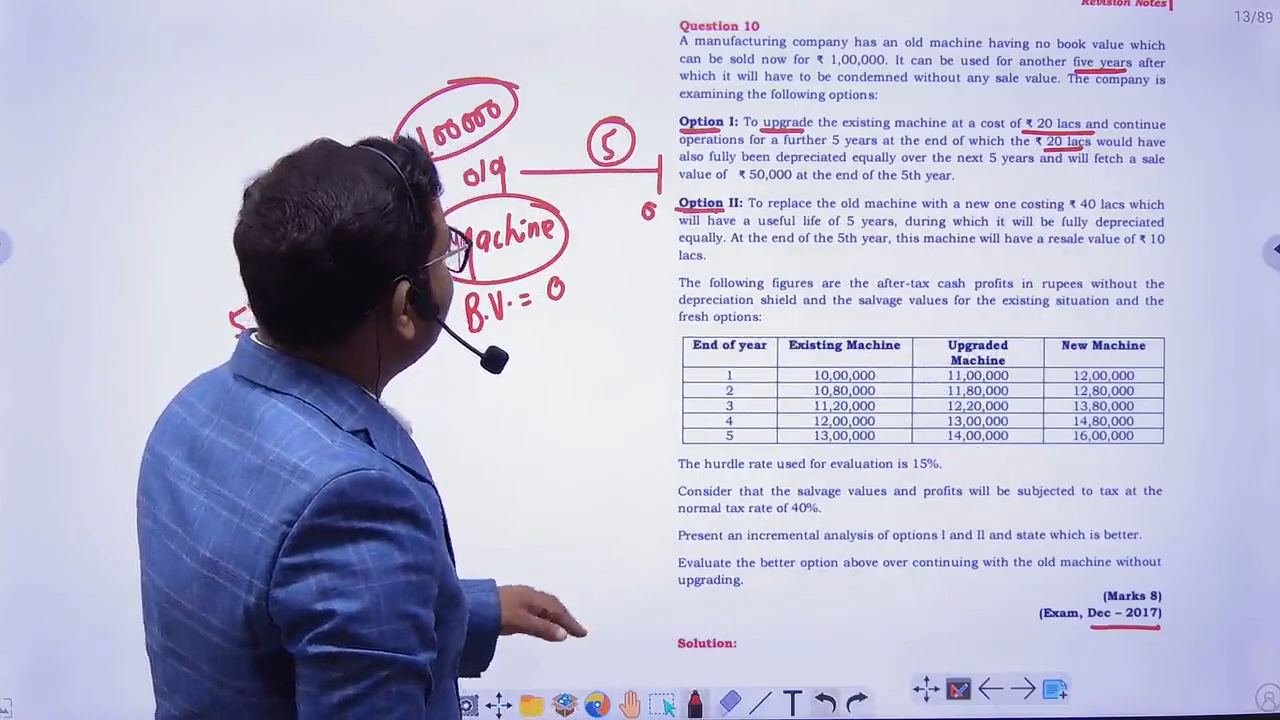 Revision Notes
13/89
Question 10
A manufacturing company has an old machine having no book value which
can be sold now for ₹ 1,00,000. It can be used for another five years after
which it will have to be condemned without any sale value. The company is
examining the following options:
Option I: To upgrade the existing machine at a cost of ₹ 20 lacs and continue
operations for a further 5 years at the end of which the ₹ 20 lacs would have
also fully been depreciated equally over the next 5 years and will fetch a sale
value of ₹ 50,000 at the end of the 5th year.
Option II: To replace the old machine with a new one costing ₹ 40 lacs which
will have a useful life of 5 years, during which it will be fully depreciated
equally. At the end of the 5th year, this machine will have a resale value of ₹ 10
lacs.
The following figures are the after-tax cash profits in rupees without the
depreciation shield and the salvage values for the existing situation and the
fresh options:
End of year Existing Machine Upgraded Machine New Machine
1 10,00,000 11,00,000 12,00,000
2 10,80,000 11,80,000 12,80,000
3 11,20,000 12,20,000 13,80,000
4 12,00,000 13,00,000 14,80,000
5 13,00,000 14,00,000 16,00,000
The hurdle rate used for evaluation is 15%.
Consider that the salvage values and profits will be subjected to tax at the
normal tax rate of 40%.
Present an incremental analysis of options I and II and state which is better.
Evaluate the better option above over continuing with the old machine without
upgrading.
(Marks 8)
(Exam, Dec – 2017)
Solution:
100000
5
old
0
Machine
B.V. = 0
5